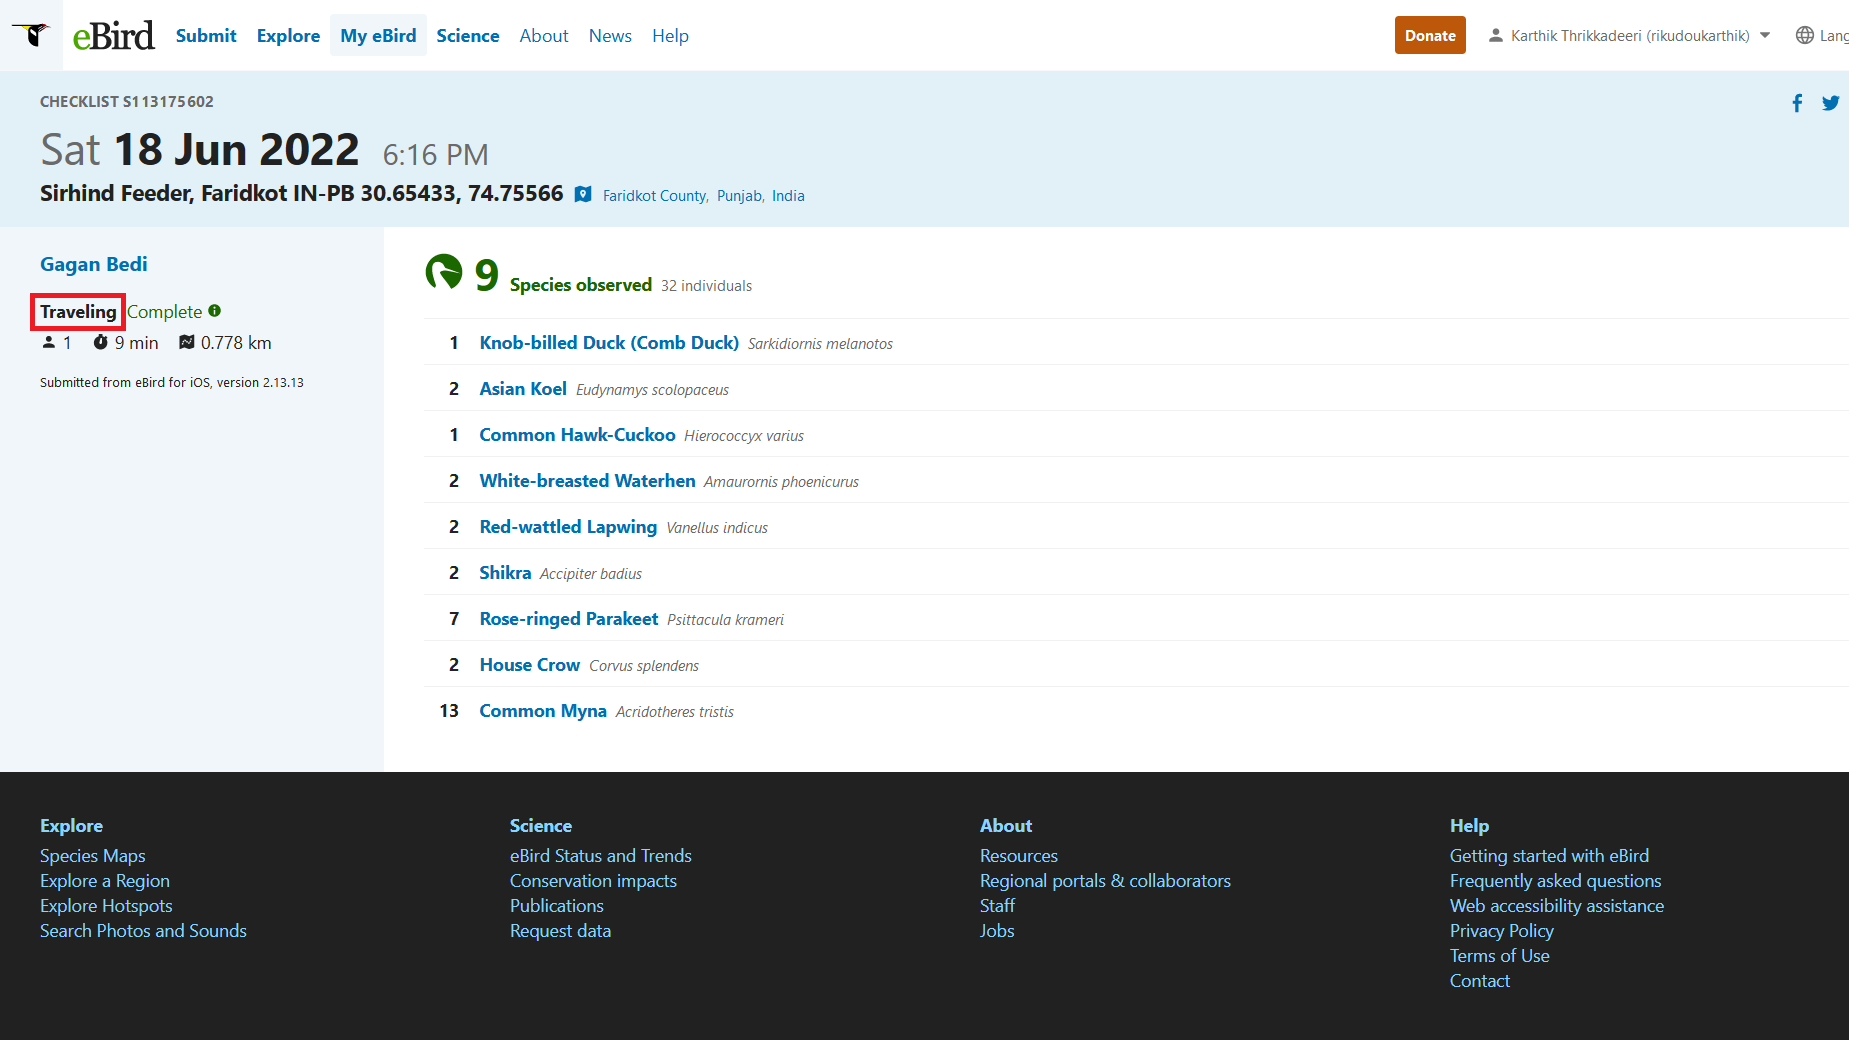 eBird Submit Explore My eBird Science About News Help Donate Karthik Thrikkadeeri (rikudoukarthik) Lang
CHECKLIST S113175602
Sat 18 Jun 2022 6:16 PM
Sirhind Feeder, Faridkot IN-PB 30.65433, 74.75566 Faridkot County, Punjab, India
Gagan Bedi
Traveling Complete
1 9 min 0.778 km
Submitted from eBird for iOS, version 2.13.13
9 Species observed 32 individuals
1 Knob-billed Duck (Comb Duck) Sarkidiornis melanotos
2 Asian Koel Eudynamys scolopaceus
1 Common Hawk-Cuckoo Hierococcyx varius
2 White-breasted Waterhen Amaurornis phoenicurus
2 Red-wattled Lapwing Vanellus indicus
2 Shikra Accipiter badius
7 Rose-ringed Parakeet Psittacula krameri
2 House Crow Corvus splendens
13 Common Myna Acridotheres tristis
Explore
Species Maps
Explore a Region
Explore Hotspots
Search Photos and Sounds
Science
eBird Status and Trends
Conservation impacts
Publications
Request data
About
Resources
Regional portals & collaborators
Staff
Jobs
Help
Getting started with eBird
Frequently asked questions
Web accessibility assistance
Privacy Policy
Terms of Use
Contact